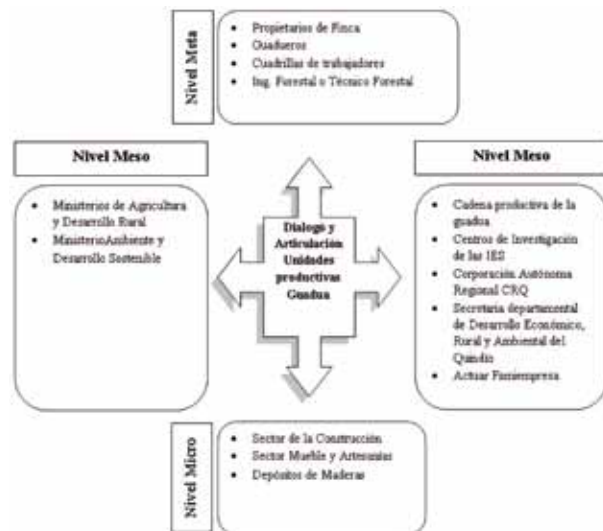 Nivel Meta
• Propietarios de Finca
• Guadueros
• Cuadrillas de trabajadores
• Ing. Forestal o Técnico Forestal
Nivel Meso
• Ministerios de Agricultura
y Desarrollo Rural
• MinisterioAmbiente y
Desarrollo Sostenible
Dialogo y
Articulación
Unidades
productivas
Guadua
Nivel Meso
• Cadena productiva de la
guadua
• Centros de Investigación
de las IES
• Corporación Autónoma
Regional CRQ
• Secretaria departamental
de Desarrollo Económico,
Rural y Ambiental del
Quindío
• Actuar Famiempresa
Nivel Micro
• Sector de la Construcción
• Sector Mueble y Artesanías
• Depósitos de Maderas